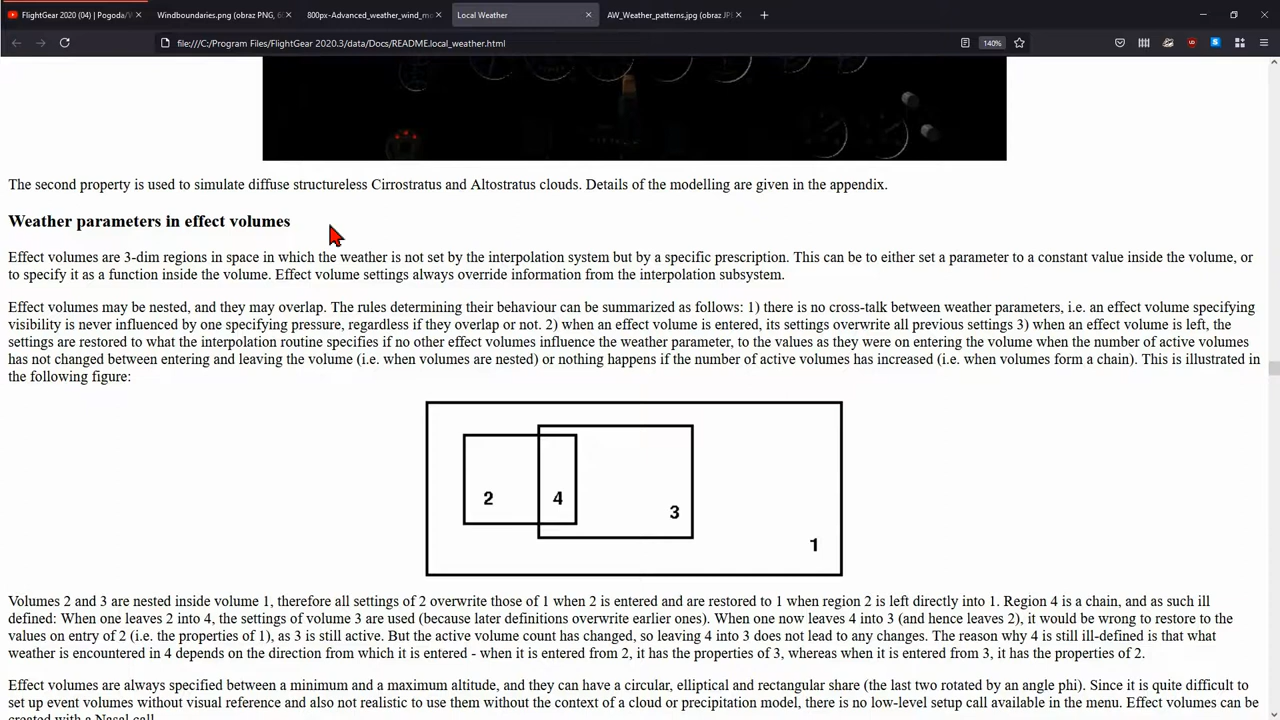 FlightGear 2020 (04) | Pogoda/W
Windboundaries.png (obraz PNG, 6
800px-Advanced_weather_wind_mo
Local Weather
AW_Weather_patterns.jpg (obraz JP
file:///C:/Program Files/FlightGear 2020.3/data/Docs/README.local_weather.html
140%
The second property is used to simulate diffuse structureless Cirrostratus and Altostratus clouds. Details of the modelling are given in the appendix.
Weather parameters in effect volumes
Effect volumes are 3-dim regions in space in which the weather is not set by the interpolation system but by a specific prescription. This can be to either set a parameter to a constant value inside the volume, or
to specify it as a function inside the volume. Effect volume settings always override information from the interpolation subsystem.
Effect volumes may be nested, and they may overlap. The rules determining their behaviour can be summarized as follows: 1) there is no cross-talk between weather parameters, i.e. an effect volume specifying
visibility is never influenced by one specifying pressure, regardless if they overlap or not. 2) when an effect volume is entered, its settings overwrite all previous settings 3) when an effect volume is left, the
settings are restored to what the interpolation routine specifies if no other effect volumes influence the weather parameter, to the values as they were on entering the volume when the number of active volumes
has not changed between entering and leaving the volume (i.e. when volumes are nested) or nothing happens if the number of active volumes has increased (i.e. when volumes form a chain). This is illustrated in
the following figure:
2
4
3
1
Volumes 2 and 3 are nested inside volume 1, therefore all settings of 2 overwrite those of 1 when 2 is entered and are restored to 1 when region 2 is left directly into 1. Region 4 is a chain, and as such ill
defined: When one leaves 2 into 4, the settings of volume 3 are used (because later definitions overwrite earlier ones). When one now leaves 4 into 3 (and hence leaves 2), it would be wrong to restore to the
values on entry of 2 (i.e. the properties of 1), as 3 is still active. But the active volume count has changed, so leaving 4 into 3 does not lead to any changes. The reason why 4 is still ill-defined is that what
weather is encountered in 4 depends on the direction from which it is entered - when it is entered from 2, it has the properties of 3, whereas when it is entered from 3, it has the properties of 2.
Effect volumes are always specified between a minimum and a maximum altitude, and they can have a circular, elliptical and rectangular share (the last two rotated by an angle phi). Since it is quite difficult to
set up event volumes without visual reference and also not realistic to use them without the context of a cloud or precipitation model, there is no low-level setup call available in the menu. Effect volumes can be
created with a Nasal call